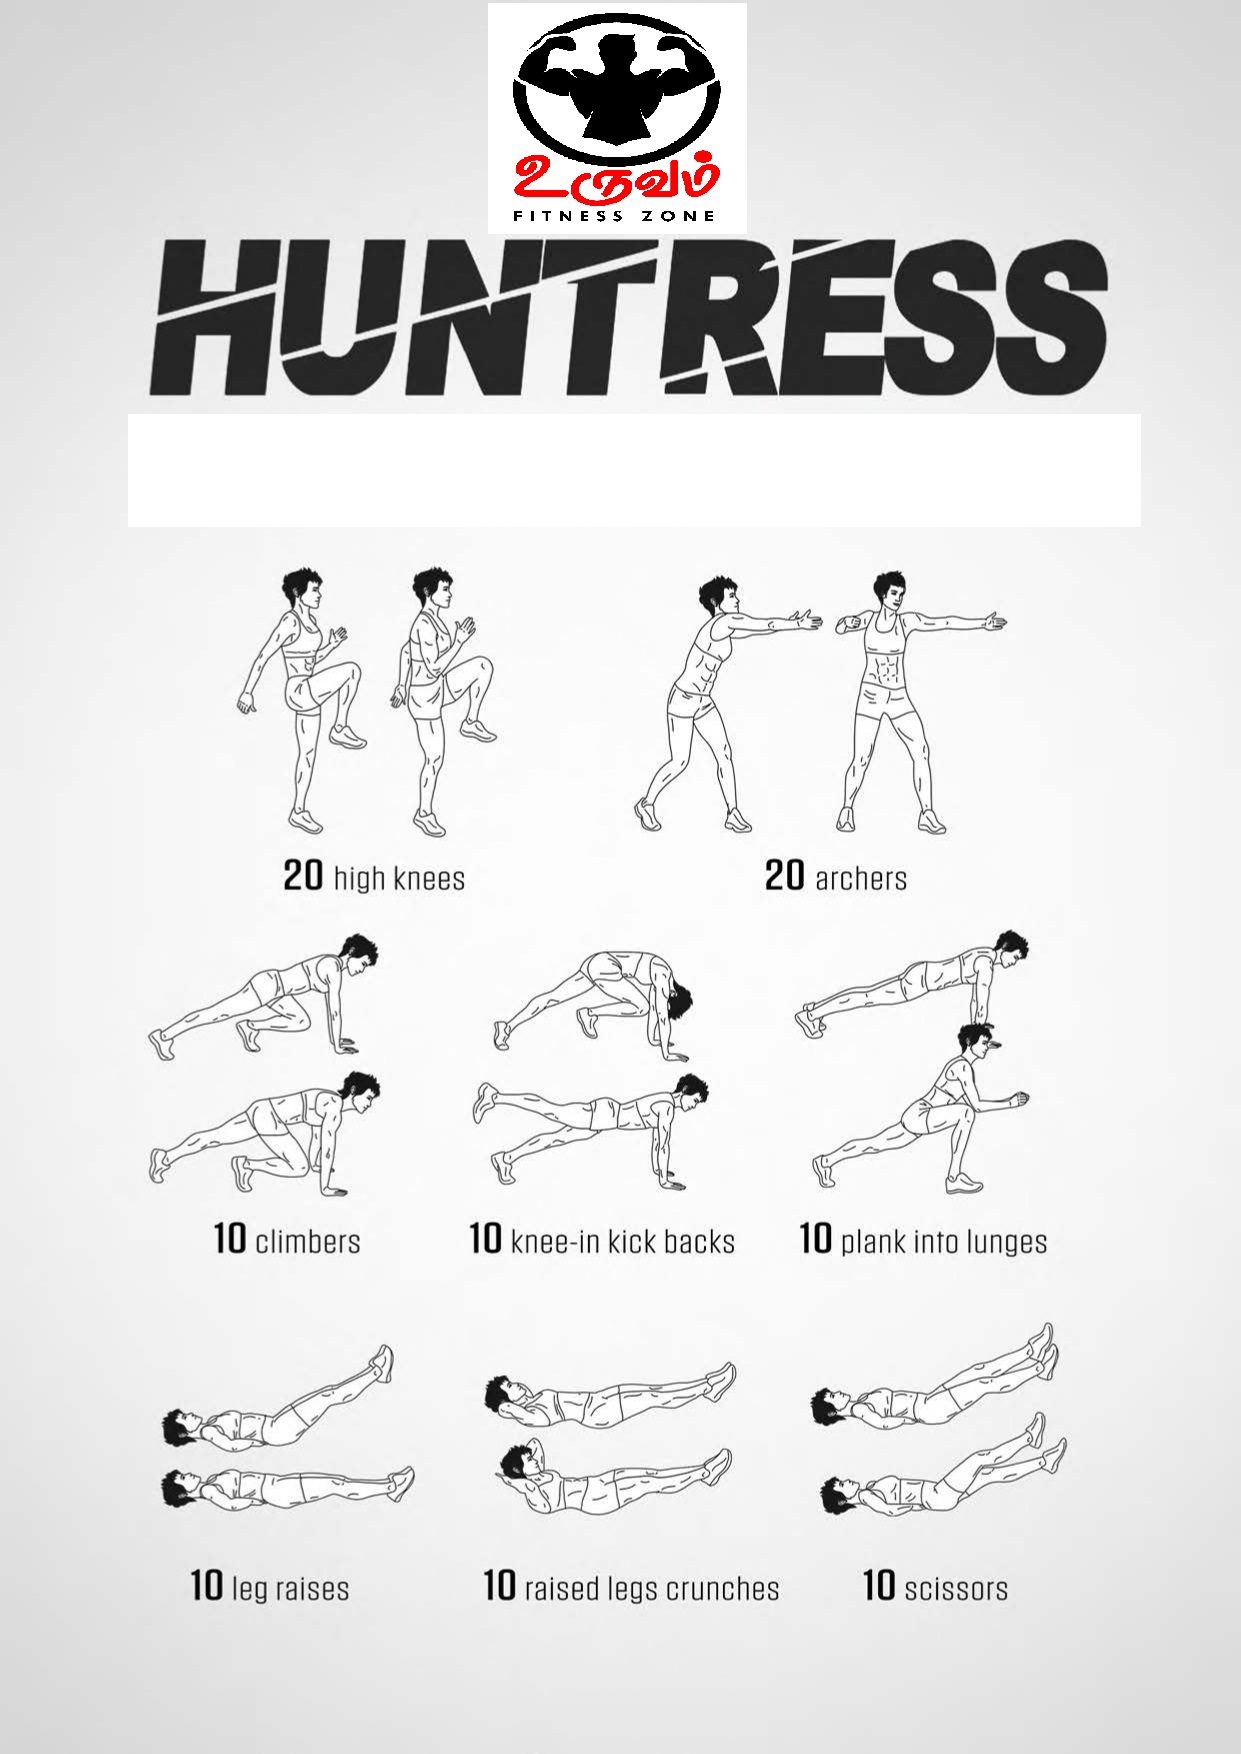 உருவம்
FITNESS ZONE
HUNTRESS
20 high knees
20 archers
10 climbers
10 knee-in kick backs
10 plank into lunges
10 leg raises
10 raised legs crunches
10 scissors